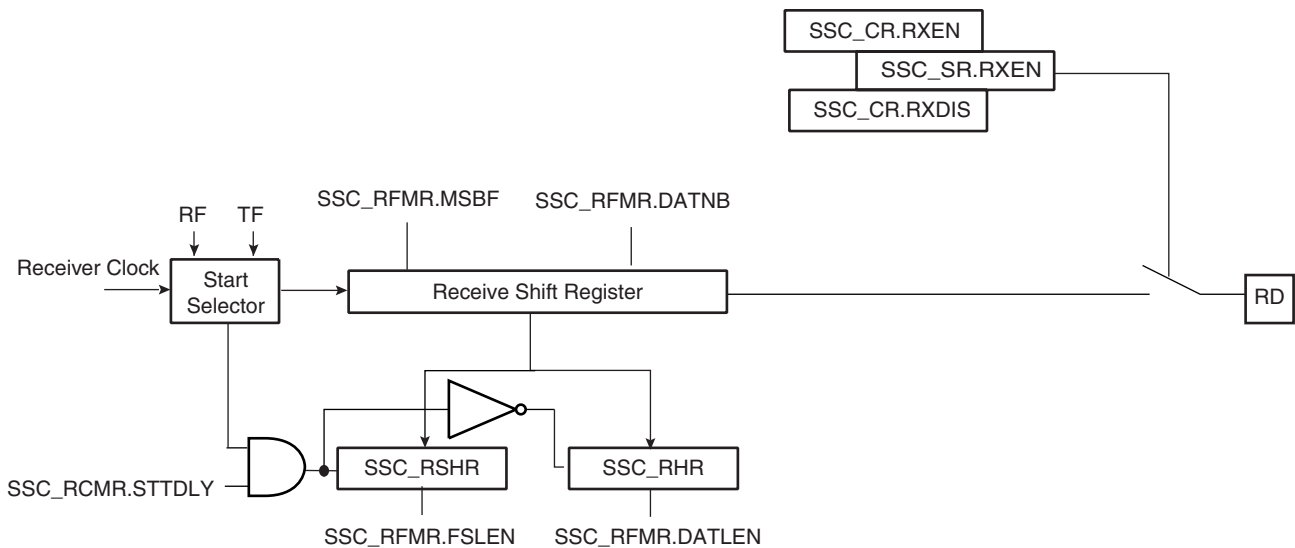 SSC_CR.RXEN
SSC_SR.RXEN
SSC_CR.RXDIS
SSC_RFMR.MSBF
SSC_RFMR.DATNB
RF
TF
Receiver Clock
Start
Selector
Receive Shift Register
RD
SSC_RSHR
SSC_RHR
SSC_RCMR.STTDLY
SSC_RFMR.FSLEN
SSC_RFMR.DATLEN